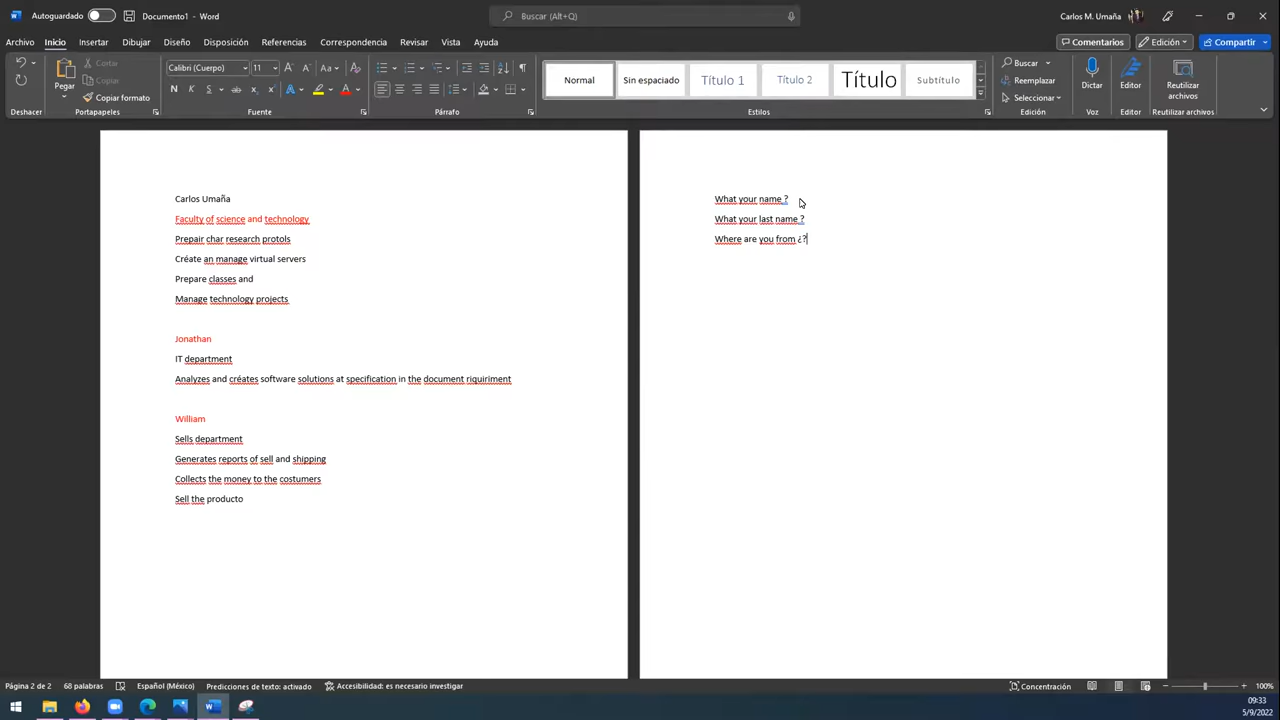 Autoguardado
Documento1 - Word
Buscar (Alt+Q)
Carlos M. Umaña
Archivo Inicio Insertar Dibujar Diseño Disposición Referencias Correspondencia Revisar Vista Ayuda
Comentarios Edición Compartir
Pegar
Cortar
Copiar
Copiar formato
Calibri (Cuerpo) 11
N K S
Normal
Sin espaciado
Título 1
Título 2
Título
Subtítulo
Buscar
Reemplazar
Seleccionar
Dictar
Editor
Reutilizar archivos
Deshacer Portapapeles Fuente Párrafo Estilos Edición Voz Editor Reutilizar archivos
Carlos Umaña
Faculty of science and technology
Prepair char research protols
Créate an manage virtual servers
Prepare classes and
Manage technology projects
Jonathan
IT department
Analyzes and créates software solutions at specification in the document riquiriment
William
Sells department
Generates reports of sell and shipping
Collects the money to the costumers
Sell the producto
What your name ?
What your last name ?
Where are you from ¿?
Página 2 de 2 68 palabras Español (México) Predicciones de texto: activado Accesibilidad: es necesario investigar
Concentración
100%
09:33
5/9/2022